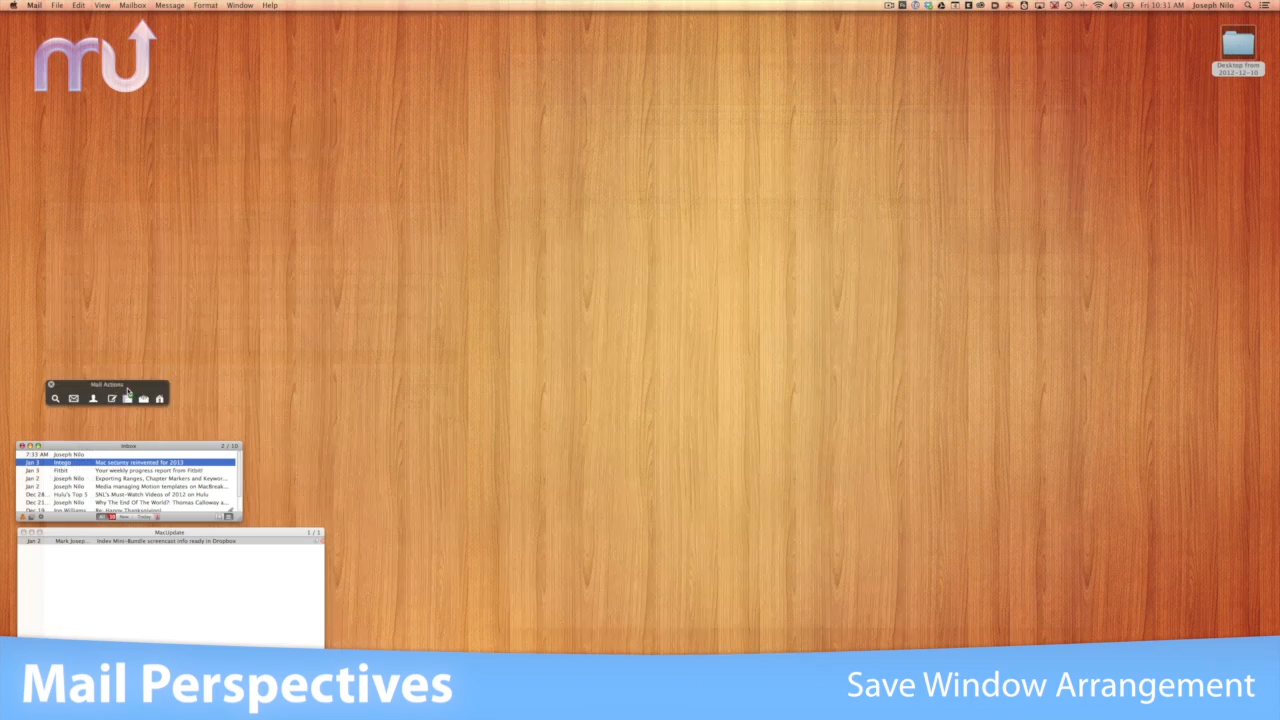 Mail File Edit View Mailbox Message Format Window Help
Fri 10:31 AM Joseph Nilo
mu
Desktop from
2012-12-10
Mail Actions
Inbox 2 / 10
7:33 AM Joseph Nilo
Jan 3 Intego Mac security reinvented for 2013
Jan 3 Fitbit Your weekly progress report from Fitbit!
Jan 2 Joseph Nilo Exporting Ranges, Chapter Markers and Keywor...
Jan 2 Joseph Nilo Media managing Motion templates on MacBreak...
Dec 28... Hulu's Top 5 SNL's Must-Watch Videos of 2012 on Hulu
Dec 21... Joseph Nilo Why The End Of The World?: Thomas Calloway a...
Dec 19 Jon Williams Re: Happy Thanksgiving!
New Today
MacUpdate 1 / 1
Jan 2 Mark Josep... Indev Mini-Bundle screencast info ready in Dropbox
Mail Perspectives
Save Window Arrangement